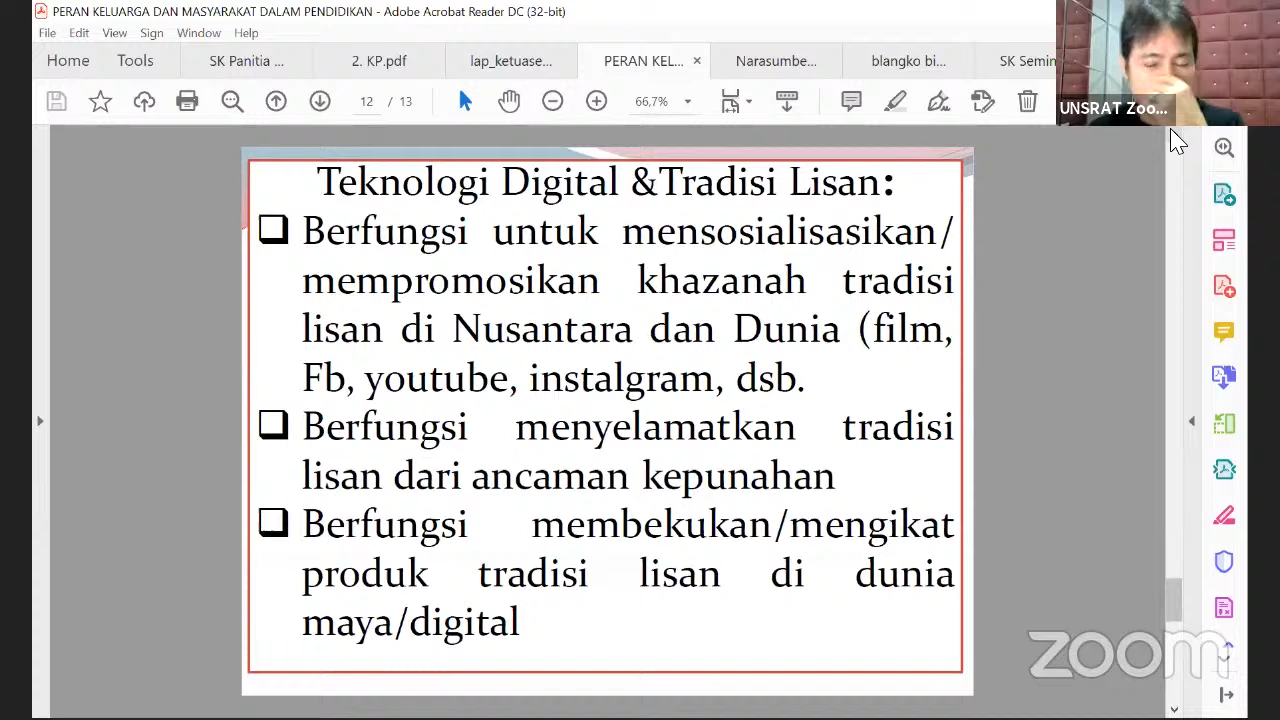 PERAN KELUARGA DAN MASYARAKAT DALAM PENDIDIKAN - Adobe Acrobat Reader DC (32-bit)
File Edit View Sign Window Help
Home Tools SK Panitia ... 2. KP.pdf lap_ketuase... PERAN KEL... × Narasumbe... blangko bi... SK Semin
12 / 13 66,7%
UNSRAT Zoo...
Teknologi Digital &Tradisi Lisan:
Berfungsi untuk mensosialisasikan/
mempromosikan khazanah tradisi
lisan di Nusantara dan Dunia (film,
Fb, youtube, instalgram, dsb.
Berfungsi menyelamatkan tradisi
lisan dari ancaman kepunahan
Berfungsi membekukan/mengikat
produk tradisi lisan di dunia
maya/digital
zoom